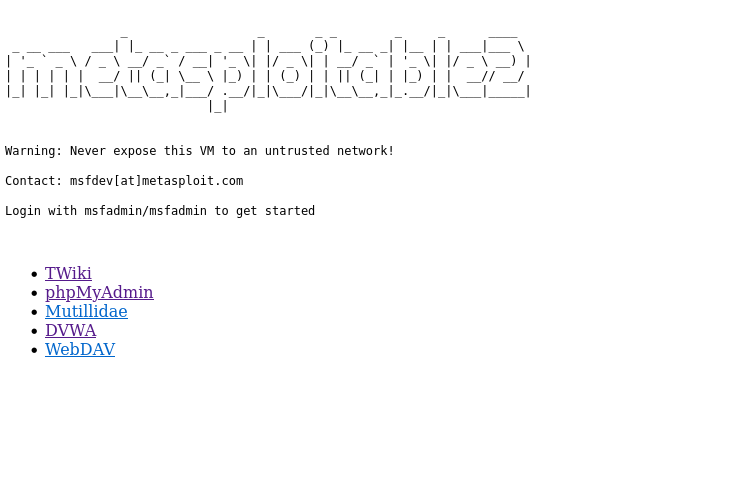 metasploitable2
Warning: Never expose this VM to an untrusted network!
Contact: msfdev[at]metasploit.com
Login with msfadmin/msfadmin to get started
TWiki
phpMyAdmin
Mutillidae
DVWA
WebDAV